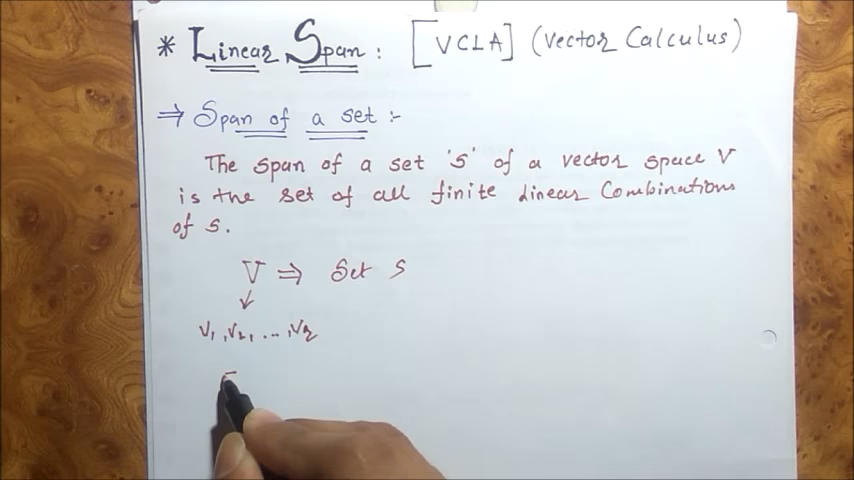 * Linear Span : [VCLA] (Vector Calculus)
⇒ Span of a set :-
The span of a set 's' of a vector space V
is the set of all finite Linear Combinations
of s.
V ⇒ Set S
↓
V₁, V₂, ..., Vᵣ